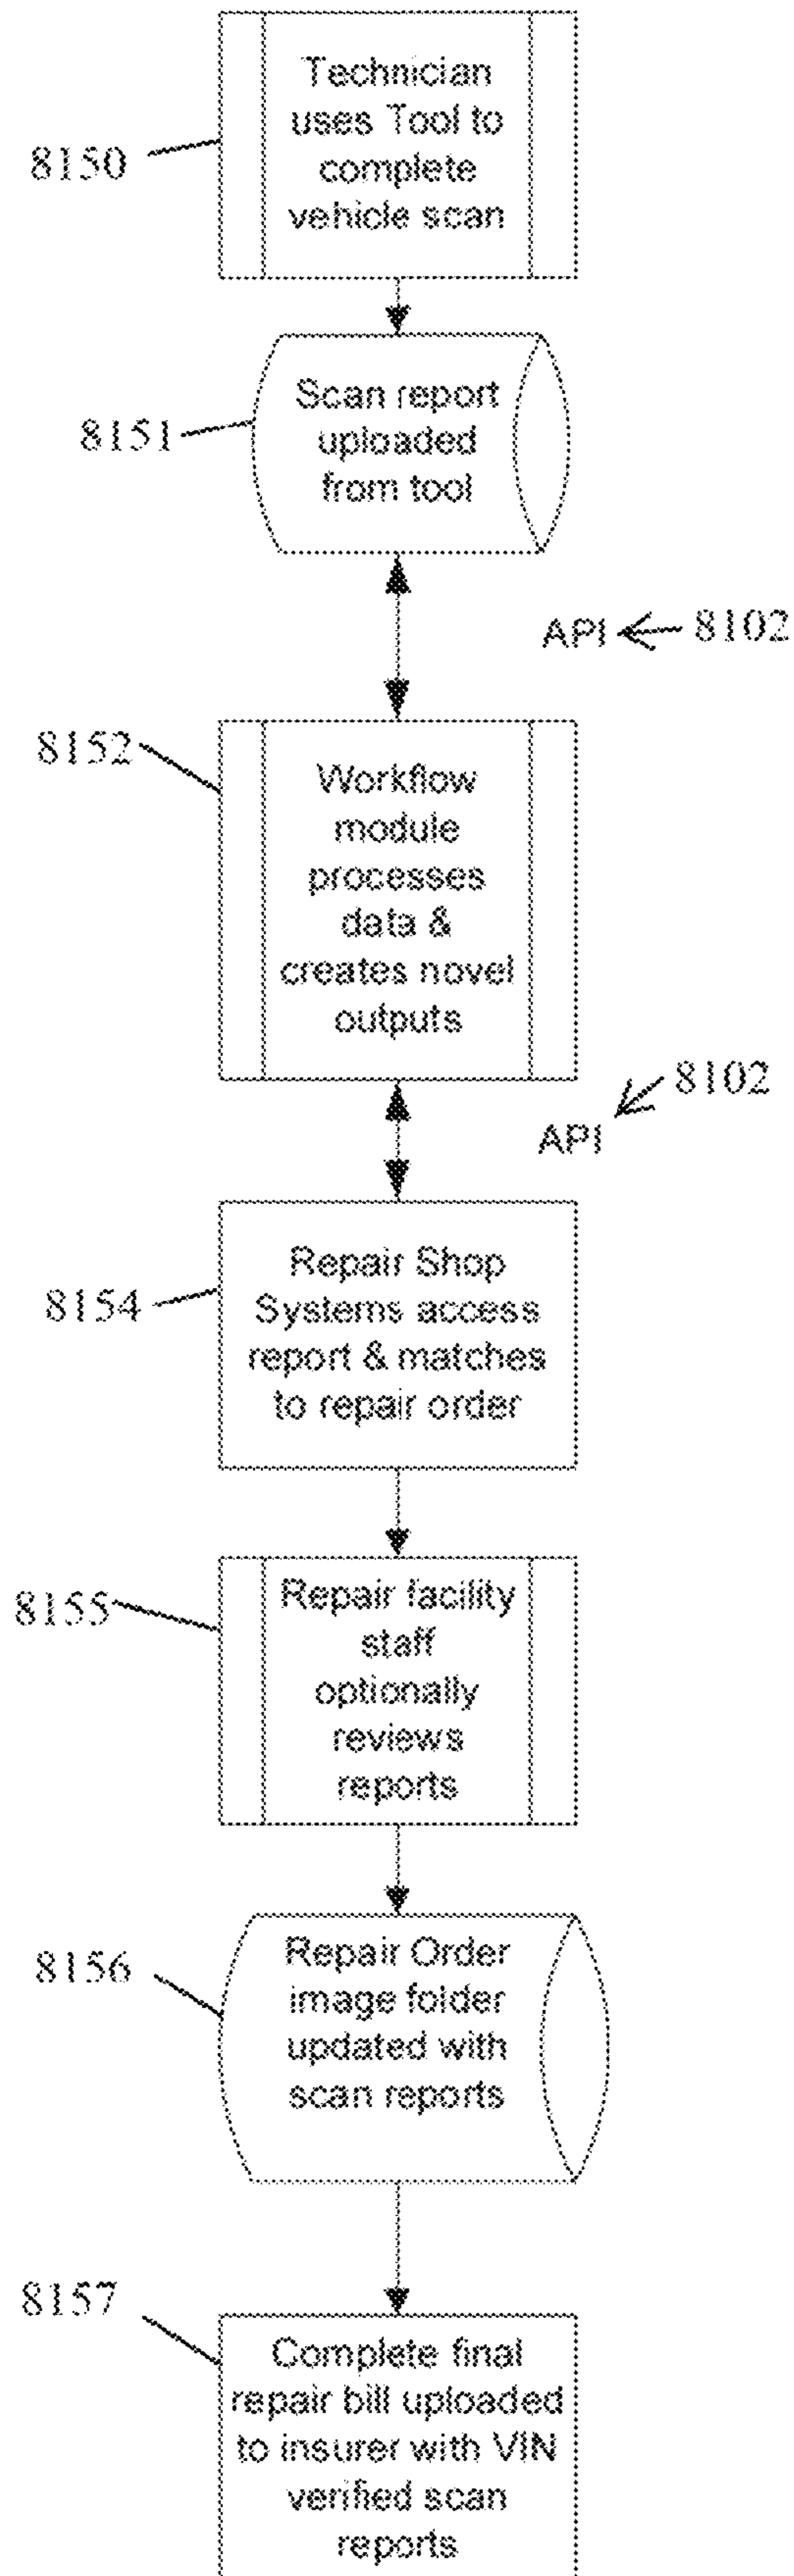 8150
Technician
uses Tool to
complete
vehicle scan
8151
Scan report
uploaded
from tool
API
8102
8152
Workflow
module
processes
data &
creates novel
outputs
8102
API
8154
Repair Shop
Systems access
report & matches
to repair order
8155
Repair facility
staff
optionally
reviews
reports
8156
Repair Order
image folder
updated with
scan reports
8157
Complete final
repair bill uploaded
to insurer with VIN
verified scan
reports